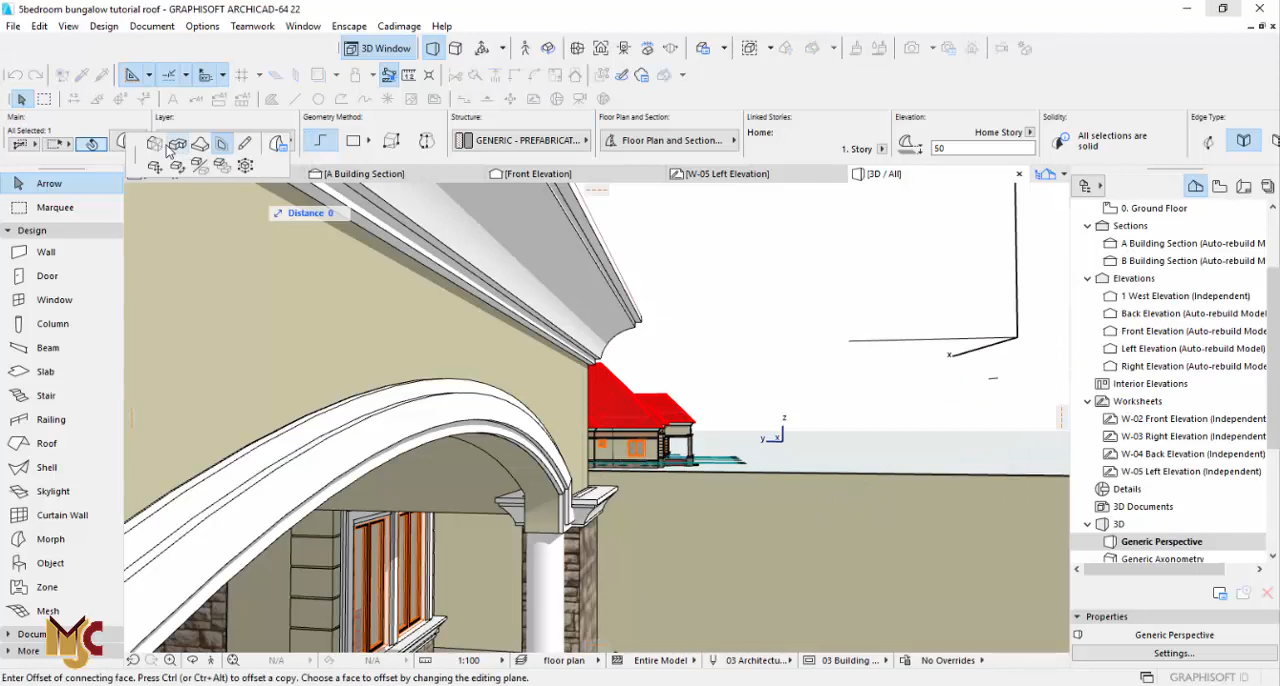 5bedroom bungalow tutorial roof - GRAPHISOFT ARCHICAD-64 22
File Edit View Design Document Options Teamwork Window Enscape Cadimage Help
3D Window
Main: Layer: Geometry Method: Structure: Floor Plan and Section: Linked Stories: Elevation: Solidity: Edge Type:
All Selected: 1
GENERIC - PREFABRICAT...
Floor Plan and Section...
Home:
1. Story
Home Story
50
All selections are solid
[A Building Section]
[Front Elevation]
[W-05 Left Elevation]
[3D / All]
Arrow
Marquee
Design
Wall
Door
Window
Column
Beam
Slab
Stair
Railing
Roof
Shell
Skylight
Curtain Wall
Morph
Object
Zone
Mesh
Docum
More
MSC
Distance 0
x
z
y x
0. Ground Floor
Sections
A Building Section (Auto-rebuild M
B Building Section (Auto-rebuild M
Elevations
1 West Elevation (Independent)
Back Elevation (Auto-rebuild Model
Front Elevation (Auto-rebuild Mode
Left Elevation (Auto-rebuild Model)
Right Elevation (Auto-rebuild Mode
Interior Elevations
Worksheets
W-02 Front Elevation (Independent
W-03 Right Elevation (Independent
W-04 Back Elevation (Independent
W-05 Left Elevation (Independent)
Details
3D Documents
3D
Generic Perspective
Generic Axonometry
Properties
Generic Perspective
Settings...
N/A
N/A
1:100
floor plan
Entire Model
03 Architectu...
03 Building ...
No Overrides
Enter Offset of connecting face. Press Ctrl (or Ctr+Alt) to offset a copy. Choose a face to offset by changing the editing plane.
GRAPHISOFT ID